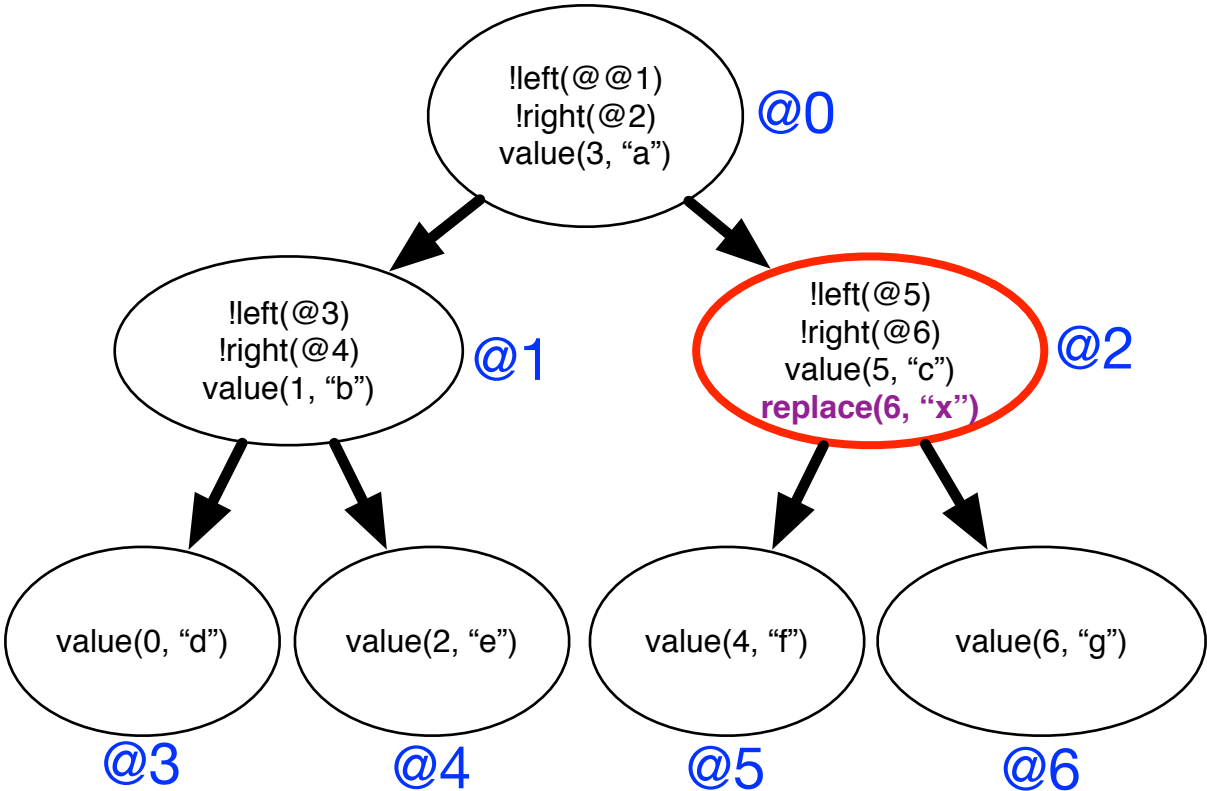 !left(@@1)
!right(@2)
value(3, “a”)
@0
!left(@3)
!right(@4)
value(1, “b”)
@1
!left(@5)
!right(@6)
value(5, “c”)
replace(6, “x”)
@2
value(0, “d”)
value(2, “e”)
value(4, “f”)
value(6, “g”)
@3
@4
@5
@6